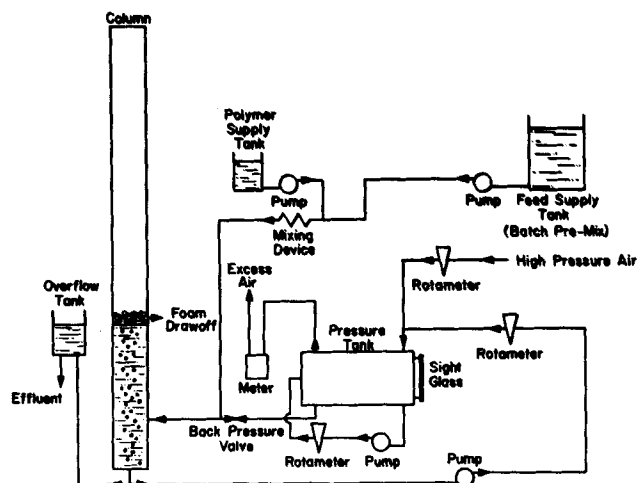 Column
Polymer
Supply
Tank
Pump
Mixing
Device
Pump
Feed Supply
Tank
(Batch Pre-Mix)
High Pressure Air
Rotameter
Excess
Air
Overflow
Tank
Foam
Drawoff
Pressure
Tank
Rotameter
Meter
Sight
Glass
Effluent
Back Pressure
Valve
Rotameter
Pump
Pump